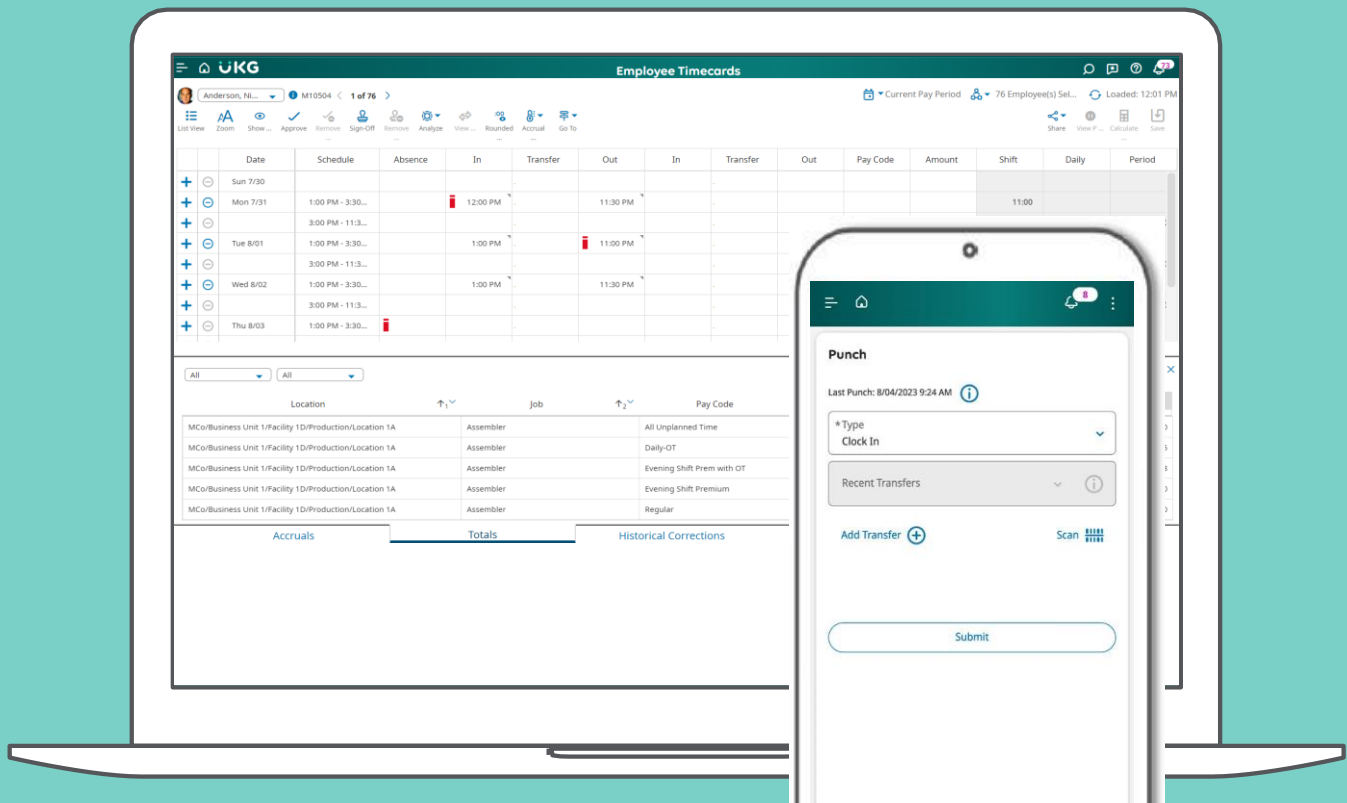 UKG Employee Timecards 73
Anderson, Ni... M10504 1 of 76 Current Pay Period 76 Employee(s) Sel... Loaded: 12:01 PM
List View Zoom Show ... Approve Remove ... Sign-Off Remove ... Analyze View ... Rounded ... Accrual ... Go To Share View P ... Calculate ... Save
Date Schedule Absence In Transfer Out In Transfer Out Pay Code Amount Shift Daily Period
Sun 7/30
Mon 7/31 1:00 PM - 3:30... 12:00 PM 11:30 PM 11:00
3:00 PM - 11:3...
Tue 8/01 1:00 PM - 3:30... 1:00 PM 11:00 PM
3:00 PM - 11:3...
Wed 8/02 1:00 PM - 3:30... 1:00 PM 11:30 PM
3:00 PM - 11:3...
Thu 8/03 1:00 PM - 3:30...
All All
Location 1 Job 2 Pay Code
MCo/Business Unit 1/Facility 1D/Production/Location 1A Assembler All Unplanned Time
MCo/Business Unit 1/Facility 1D/Production/Location 1A Assembler Daily-OT
MCo/Business Unit 1/Facility 1D/Production/Location 1A Assembler Evening Shift Prem with OT
MCo/Business Unit 1/Facility 1D/Production/Location 1A Assembler Evening Shift Premium
MCo/Business Unit 1/Facility 1D/Production/Location 1A Assembler Regular
Accruals Totals Historical Corrections
8
Punch
Last Punch: 8/04/2023 9:24 AM
*Type
Clock In
Recent Transfers
Add Transfer Scan
Submit